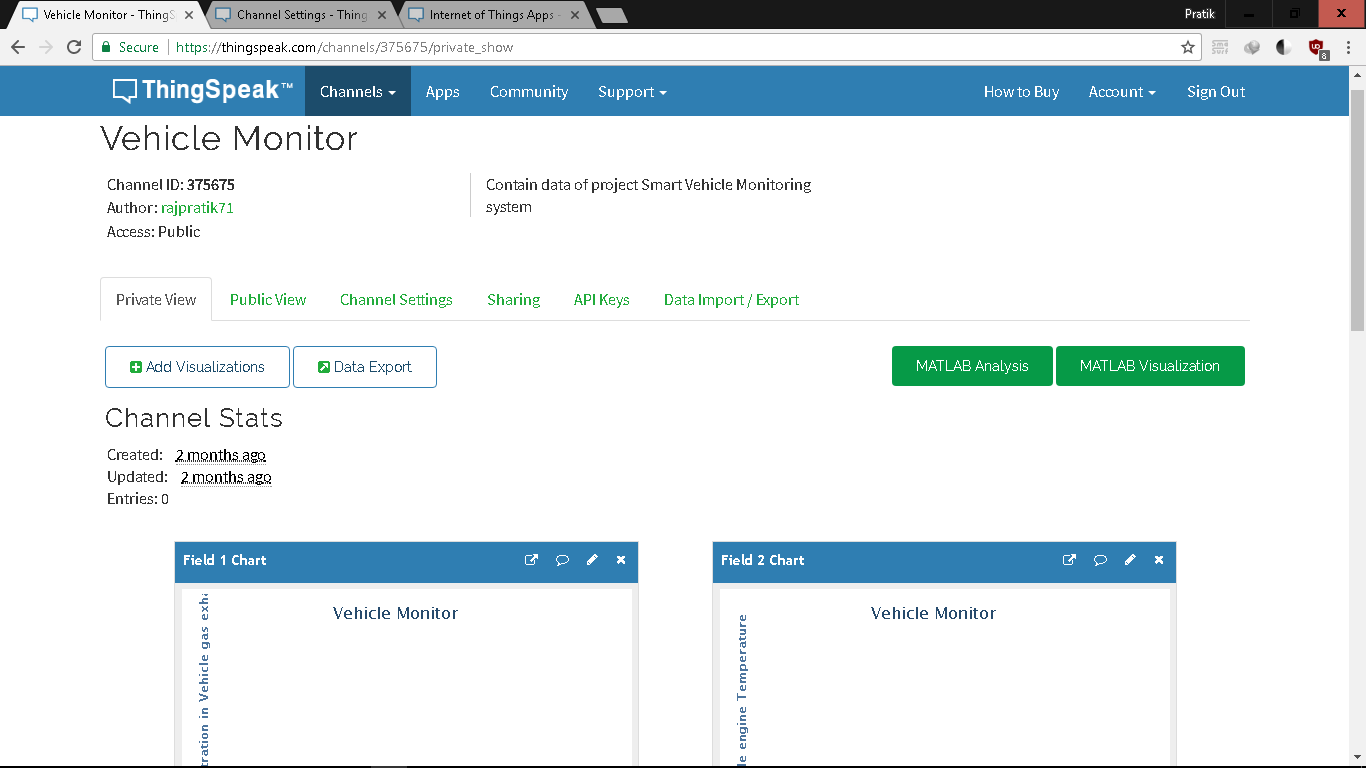 Vehicle Monitor - ThingS
Channel Settings - Thing
Internet of Things Apps -
Pratik
Secure
https://thingspeak.com/channels/375675/private_show
8
ThingSpeak™
Channels
Apps
Community
Support
How to Buy
Account
Sign Out
Vehicle Monitor
Channel ID: 375675
Author: rajpratik71
Access: Public
Contain data of project Smart Vehicle Monitoring
system
Private View
Public View
Channel Settings
Sharing
API Keys
Data Import / Export
Add Visualizations
Data Export
MATLAB Analysis
MATLAB Visualization
Channel Stats
Created: 2 months ago
Updated: 2 months ago
Entries: 0
Field 1 Chart
Vehicle Monitor
tration in Vehicle gas exha
Field 2 Chart
Vehicle Monitor
le engine Temperature